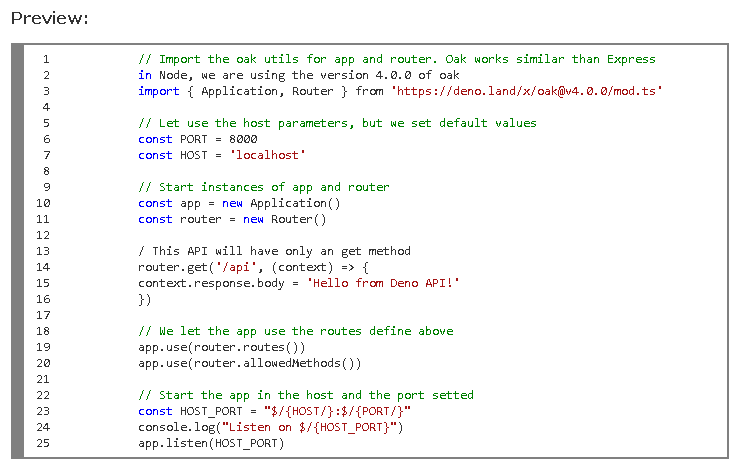 Preview:
1 // Import the oak utils for app and router. Oak works similar than Express
2 in Node, we are using the version 4.0.0 of oak
3 import { Application, Router } from 'https://deno.land/x/oak@v4.0.0/mod.ts'
4
5 // Let use the host parameters, but we set default values
6 const PORT = 8000
7 const HOST = 'localhost'
8
9 // Start instances of app and router
10 const app = new Application()
11 const router = new Router()
12
13 / This API will have only an get method
14 router.get('/api', (context) => {
15 context.response.body = 'Hello from Deno API!'
16 })
17
18 // We let the app use the routes define above
19 app.use(router.routes())
20 app.use(router.allowedMethods())
21
22 // Start the app in the host and the port setted
23 const HOST_PORT = "$/{HOST/}:$/{PORT/}"
24 console.log("Listen on $/{HOST_PORT}")
25 app.listen(HOST_PORT)